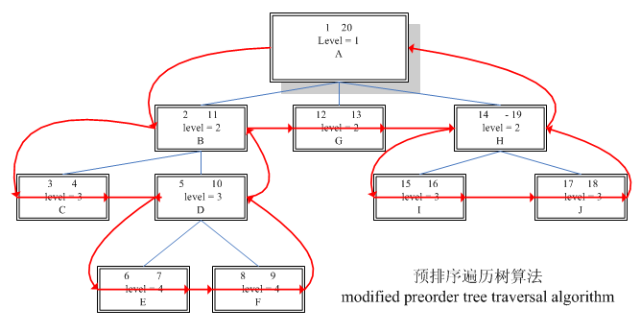 1 20
Level = 1
A
2 11
level = 2
B
12 13
level = 2
G
14 - 19
level = 2
H
3 4
level = 3
C
5 10
level = 3
D
15 16
level = 3
I
17 18
level = 3
J
6 7
level = 4
E
8 9
level = 4
F
预排序遍历树算法
modified preorder tree traversal algorithm